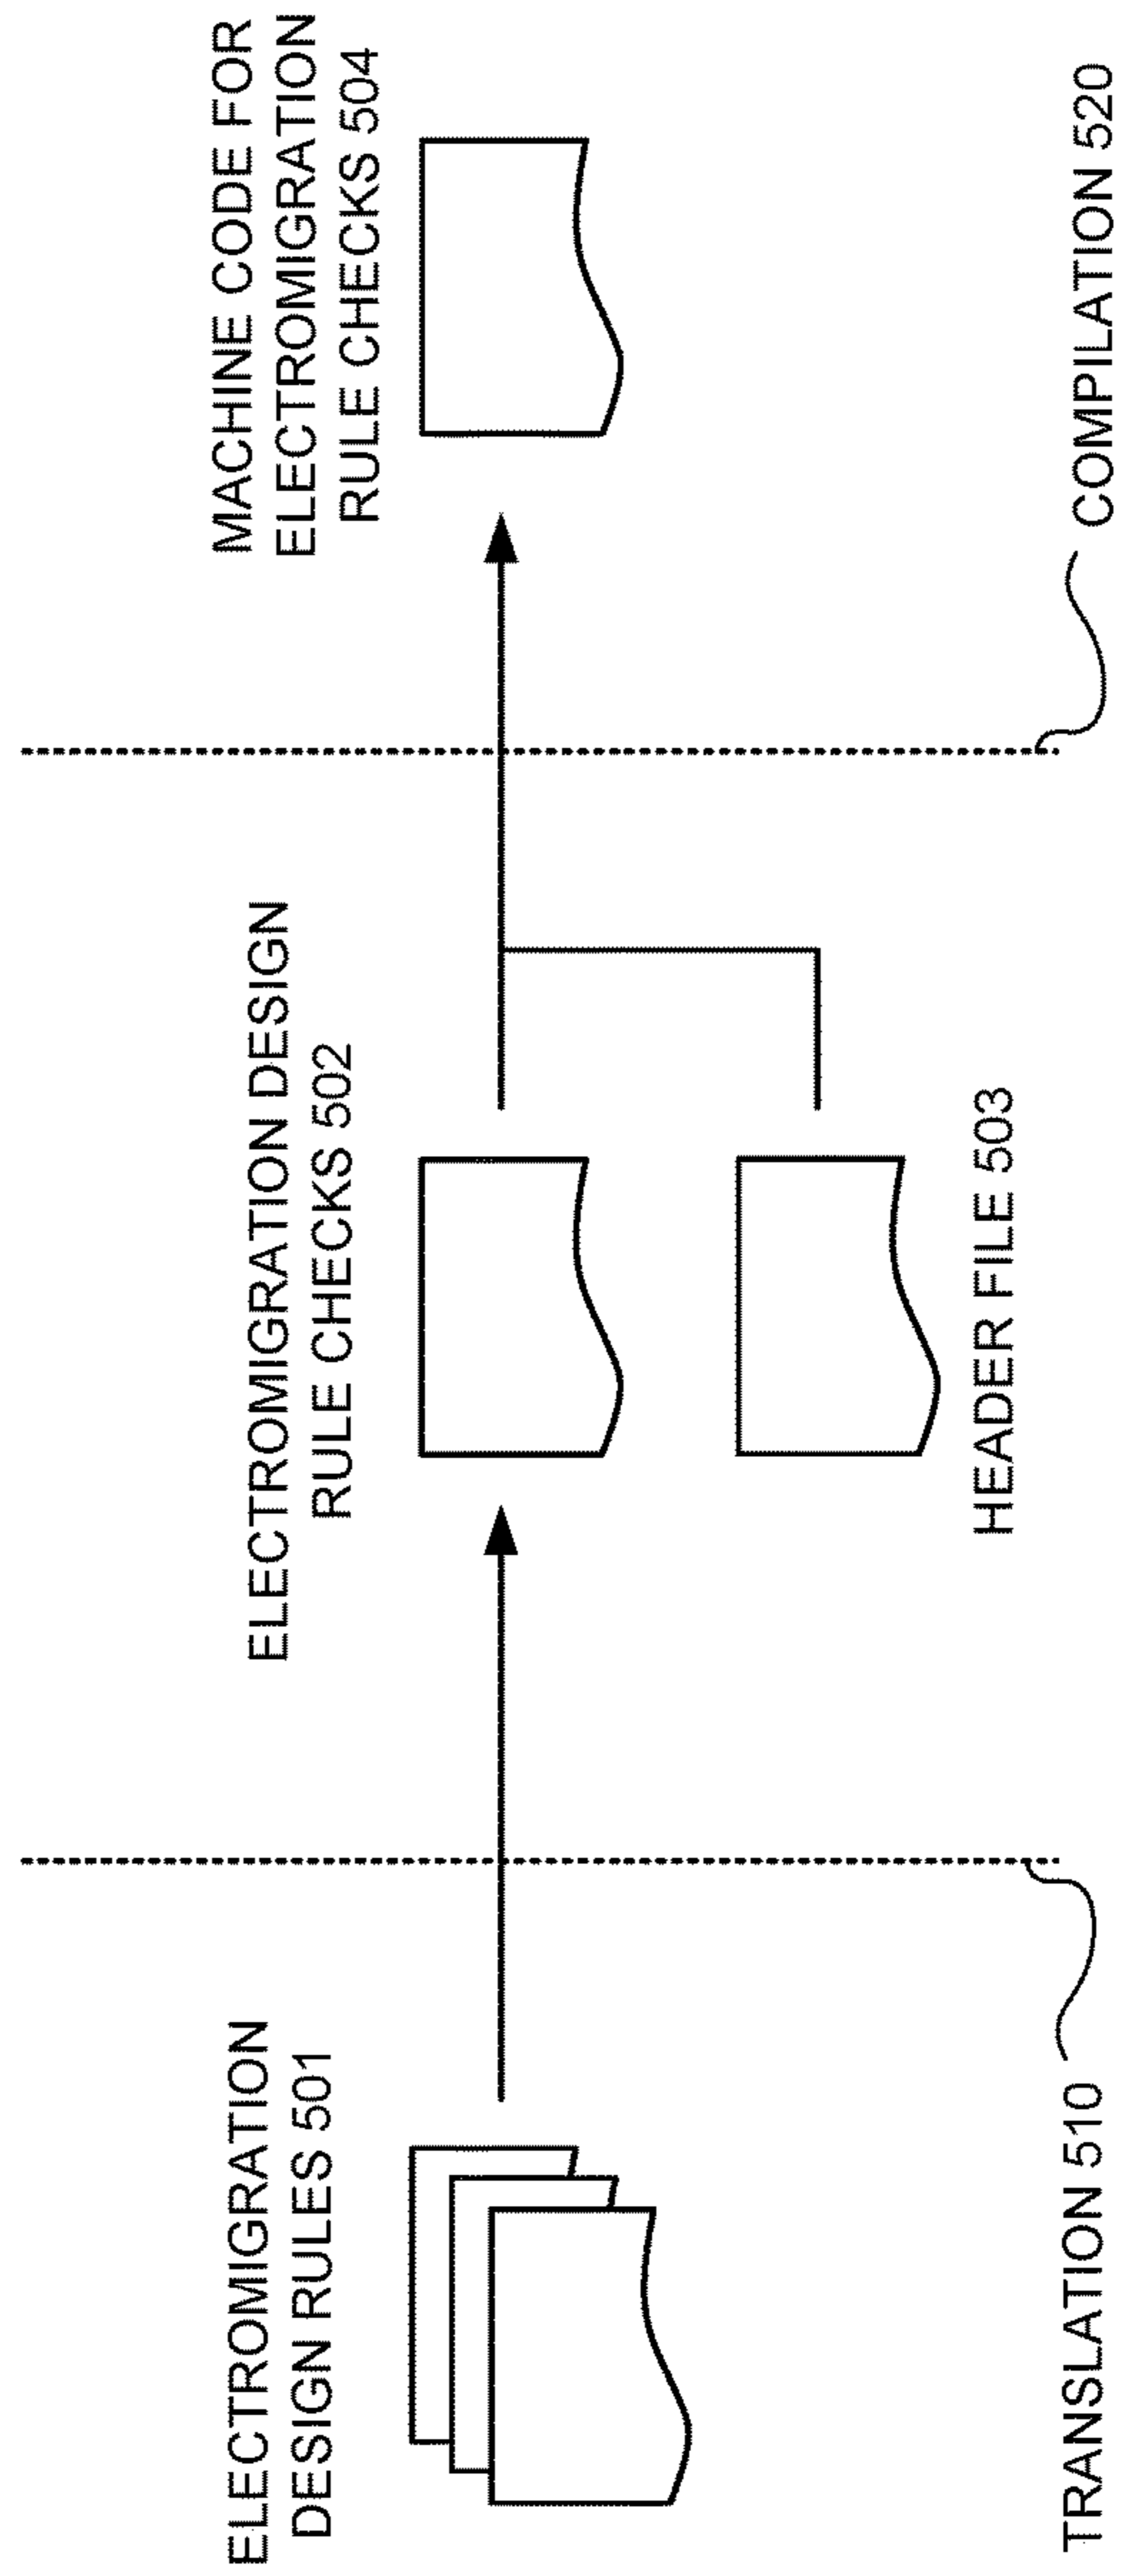 ELECTROMIGRATION
DESIGN RULES 501
ELECTROMIGRATION DESIGN
RULE CHECKS 502
MACHINE CODE FOR
ELECTROMIGRATION
RULE CHECKS 504
HEADER FILE 503
TRANSLATION 510
COMPILATION 520